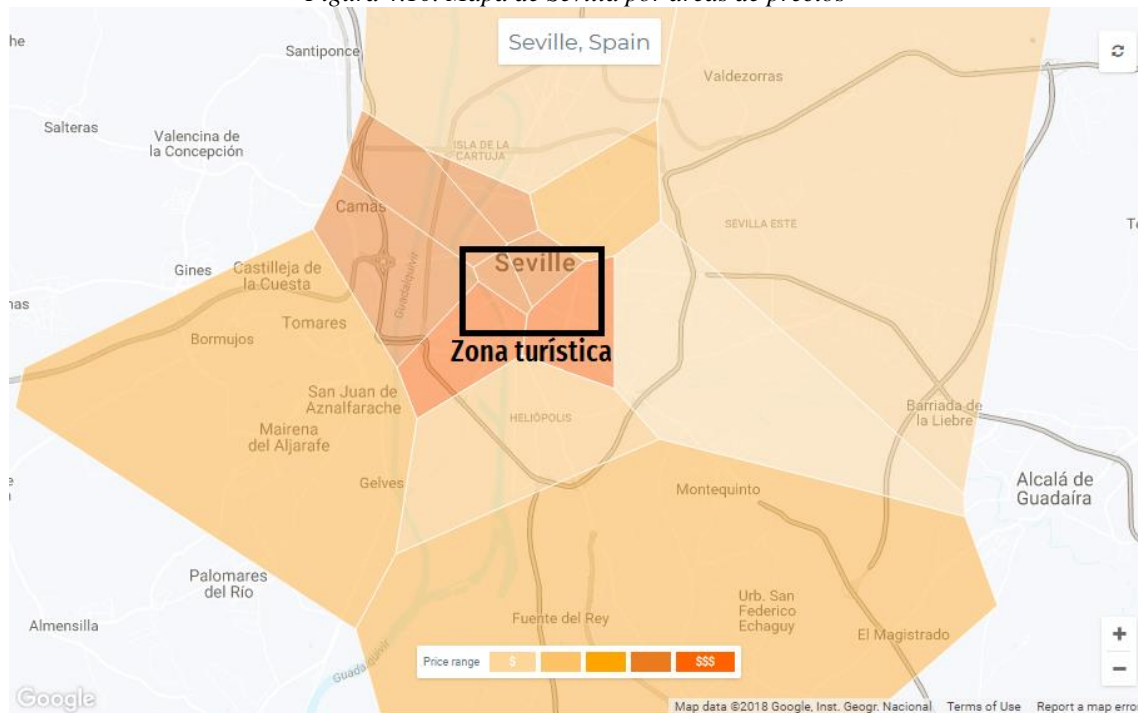 Figura 4.10. Mapa de Sevilla por áreas de precios
he
Santiponce
Seville, Spain
Valdezorras
Salteras
Valencina de
la Concepción
ISLA DE LA
CARTUJA
Camas
SEVILLA ESTE
Gines
Castilleja de
la Cuesta
Seville
Guadalquivir
nas
Tomares
Bormujos
Zona turística
San Juan de
Aznalfarache
HELIÓPOLIS
Barriada de
la Liebre
Mairena
del Aljarafe
Gelves
Montequinto
Alcalá de
Guadaíra
Palomares
del Río
Urb. San
Federico
Echaguy
Almensilla
Fuente del Rey
El Magistrado
Price range $ $$$
Google
Map data ©2018 Google, Inst. Geogr. Nacional Terms of Use Report a map erro